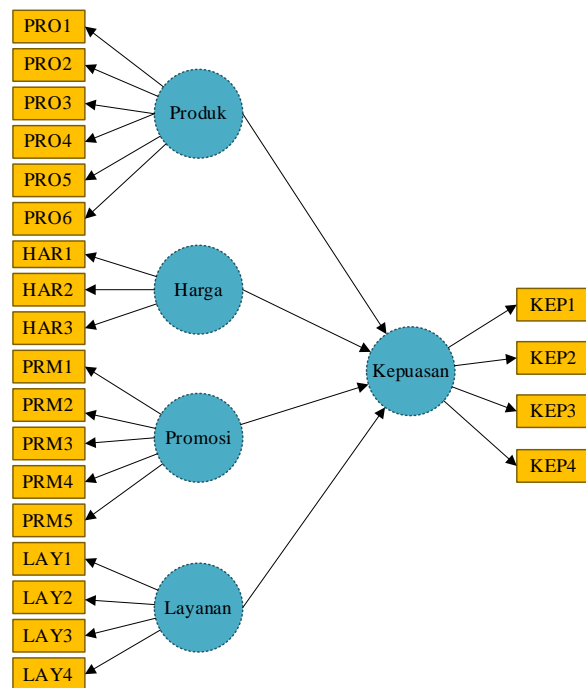 PRO1
PRO2
PRO3
PRO4
PRO5
PRO6
Produk
HAR1
HAR2
HAR3
Harga
PRM1
PRM2
PRM3
PRM4
PRM5
Promosi
LAY1
LAY2
LAY3
LAY4
Layanan
Kepuasan
KEP1
KEP2
KEP3
KEP4